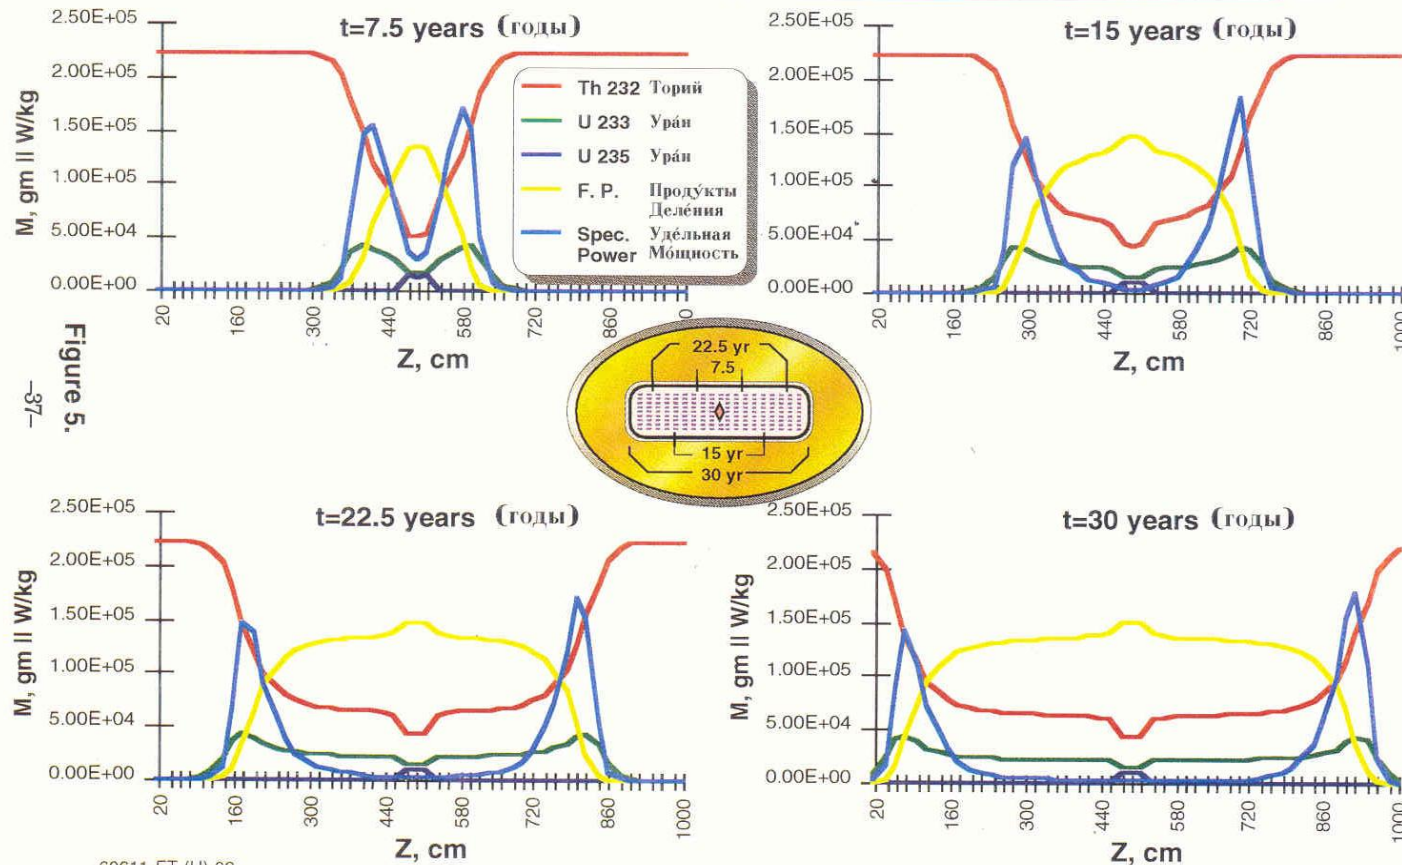 t=7.5 years (годы)
2.50E+05
2.00E+05
1.50E+05
1.00E+05
5.00E+04
0.00E+00
M, gm || W/kg
20
160
300
440
580
720
0
Z, cm
Th 232 Торий
U 233 Ура́н
U 235 Ура́н
F. P. Проду́кты
Деле́ния
Spec. Уде́льная
Power Мо́щность
t=15 years (годы)
2.50E+05
2.00E+05
1.50E+05
1.00E+05
5.00E+04
0.00E+00
20
160
300
440
580
720
860
1000
Z, cm
Figure 5.
–37–
22.5 yr
7.5
15 yr
30 yr
t=22.5 years (годы)
2.50E+05
2.00E+05
1.50E+05
1.00E+05
5.00E+04
0.00E+00
M, gm || W/kg
20
160
300
440
580
720
860
1000
Z, cm
t=30 years (годы)
2.50E+05
2.00E+05
1.50E+05
1.00E+05
5.00E+04
0.00E+00
M, gm || W/kg
20
160
300
440
580
720
860
1000
Z, cm